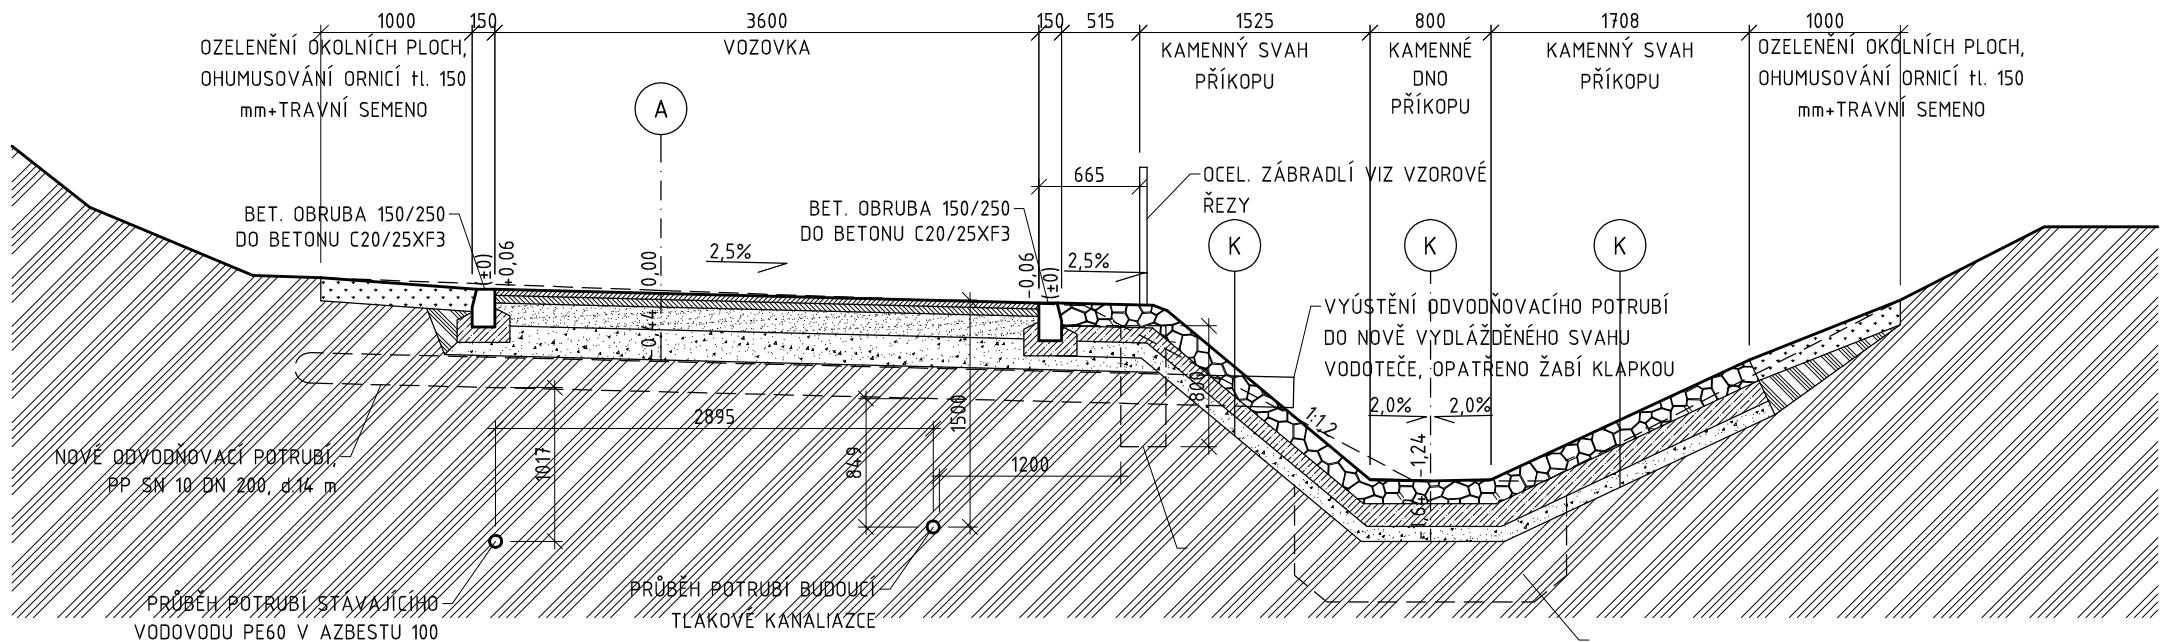 1000
150
3600
150
515
1525
800
1708
1000
OZELENĚNÍ OKOLNÍCH PLOCH,
OHUMUSOVÁNÍ ORNICÍ tl. 150
mm+TRAVNÍ SEMENO
VOZOVKA
KAMENNÝ SVAH
PŘÍKOPU
KAMENNÉ
DNO
PŘÍKOPU
KAMENNÝ SVAH
PŘÍKOPU
OZELENĚNÍ OKOLNÍCH PLOCH,
OHUMUSOVÁNÍ ORNICÍ tl. 150
mm+TRAVNÍ SEMENO
A
665
OCEL. ZÁBRADLÍ VIZ VZOROVÉ
ŘEZY
BET. OBRUBA 150/250
DO BETONU C20/25XF3
BET. OBRUBA 150/250
DO BETONU C20/25XF3
K
K
K
(±0)
+0,06
0,00
2,5%
-0,06
(±0)
2,5%
-0,44
VYÚSTĚNÍ ODVODŇOVACÍHO POTRUBÍ
DO NOVĚ VYDLÁŽDĚNÉHO SVAHU
VODOTEČE, OPATŘENO ŽABÍ KLAPKOU
800
1:1,2
2,0%
2,0%
2895
1500
-1,24
NOVÉ ODVODŇOVACÍ POTRUBÍ,
PP SN 10 DN 200, d.14 m
1017
849
1200
-1,64
PRŮBĚH POTRUBÍ STÁVAJÍCÍHO
VODOVODU PE60 V AZBESTU 100
PRŮBĚH POTRUBÍ BUDOUCÍ
TLAKOVÉ KANALIAZCE